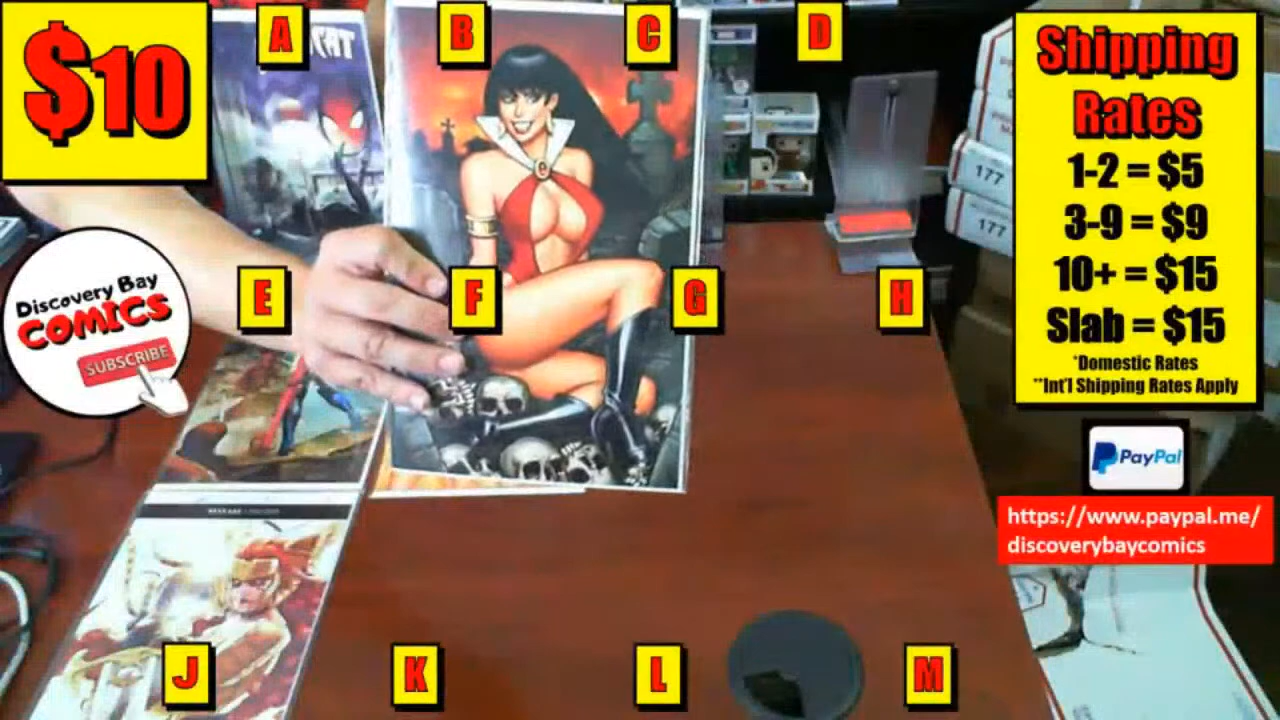 $10
A
B
C
D
CAT
Shipping
Rates
1-2 = $5
3-9 = $9
10+ = $15
Slab = $15
*Domestic Rates
**Int'l Shipping Rates Apply
177
177
Discovery Bay
COMICS
SUBSCRIBE
E
F
G
H
PayPal
https://www.paypal.me/
discoverybaycomics
J
K
L
M